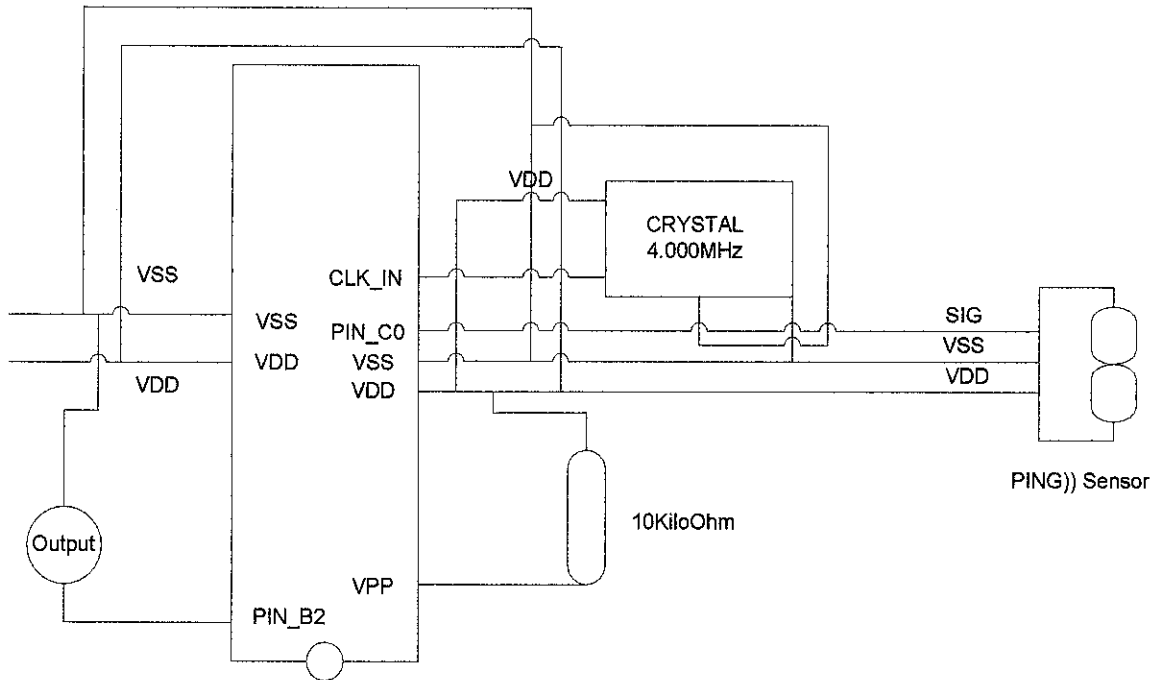 VDD
CRYSTAL
4.000MHz
VSS
CLK_IN
VSS
PIN_C0
SIG
VDD
VSS
VSS
VDD
VDD
VDD
PING)) Sensor
10KiloOhm
Output
VPP
PIN_B2